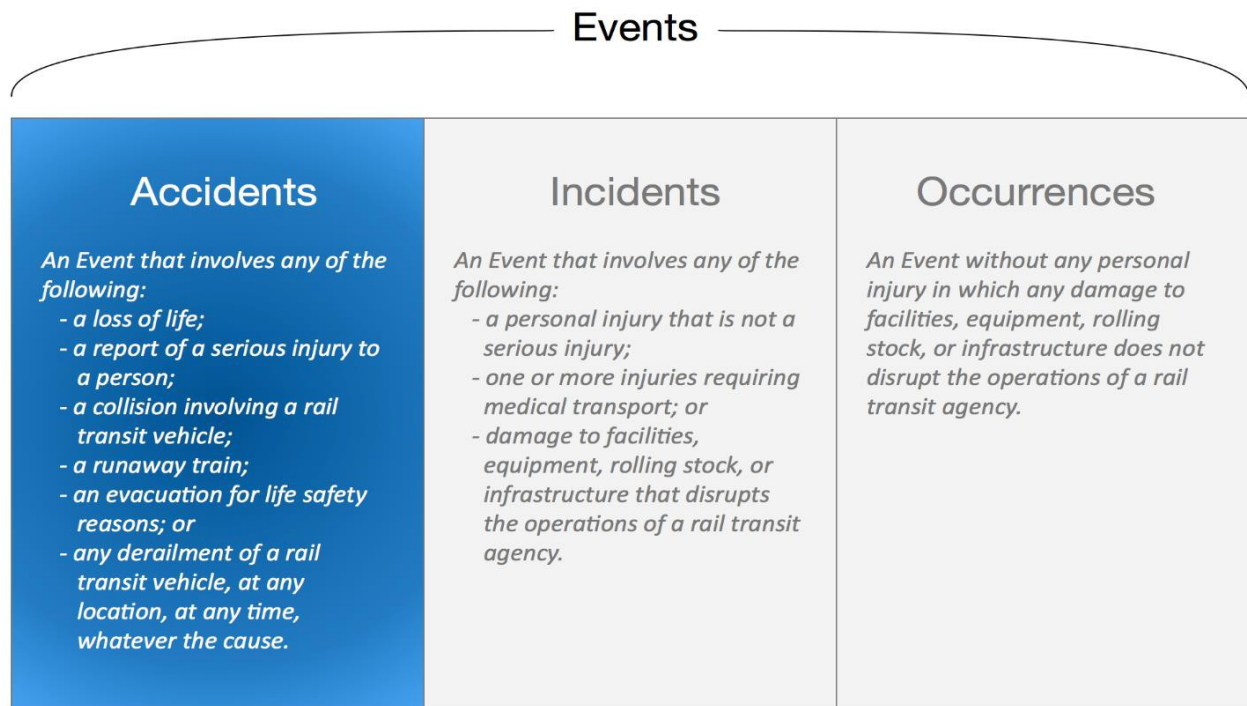 Events
Accidents
An Event that involves any of the
following:
- a loss of life;
- a report of a serious injury to
a person;
- a collision involving a rail
transit vehicle;
- a runaway train;
- an evacuation for life safety
reasons; or
- any derailment of a rail
transit vehicle, at any
location, at any time,
whatever the cause.
Incidents
An Event that involves any of the
following:
- a personal injury that is not a
serious injury;
- one or more injuries requiring
medical transport; or
- damage to facilities,
equipment, rolling stock, or
infrastructure that disrupts
the operations of a rail transit
agency.
Occurrences
An Event without any personal
injury in which any damage to
facilities, equipment, rolling
stock, or infrastructure does not
disrupt the operations of a rail
transit agency.